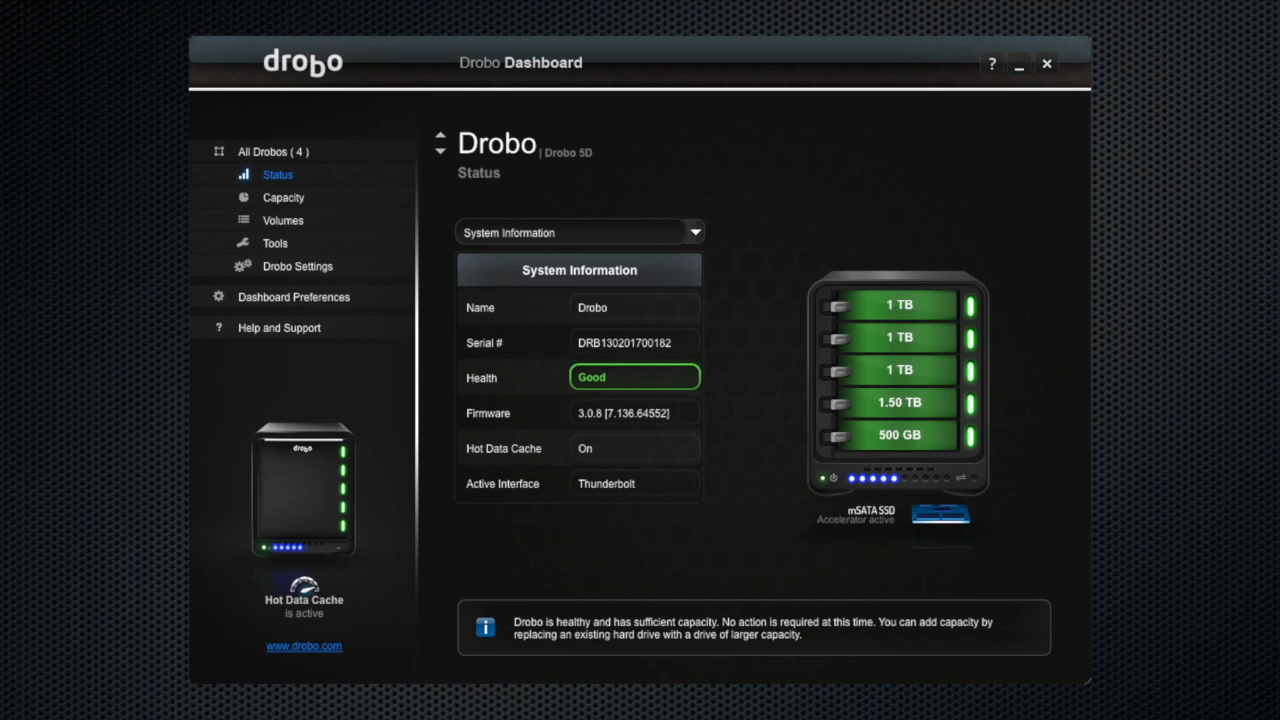 drobo
Drobo Dashboard
?
All Drobos ( 4 )
Status
Capacity
Volumes
Tools
Drobo Settings
Dashboard Preferences
? Help and Support
drobo
Hot Data Cache
is active
www.drobo.com
Drobo | Drobo 5D
Status
System Information
System Information
Name Drobo
Serial # DRB130201700182
Health Good
Firmware 3.0.8 [7.136.64552]
Hot Data Cache On
Active Interface Thunderbolt
1 TB
1 TB
1 TB
1.50 TB
500 GB
mSATA SSD
Accelerator active
Drobo is healthy and has sufficient capacity. No action is required at this time. You can add capacity by
replacing an existing hard drive with a drive of larger capacity.